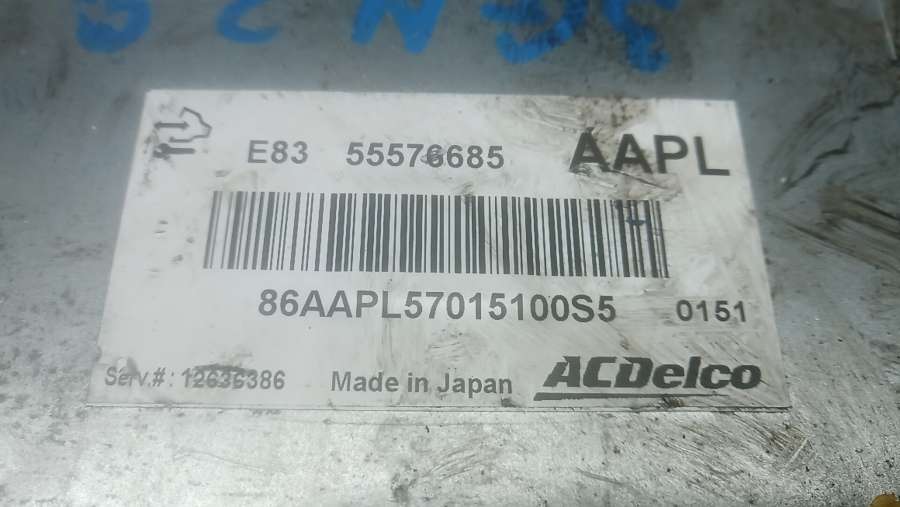 E83 55576685 AAPL
86AAPL57015100S5 0151
Serv.#: 12636386 Made in Japan ACDelco